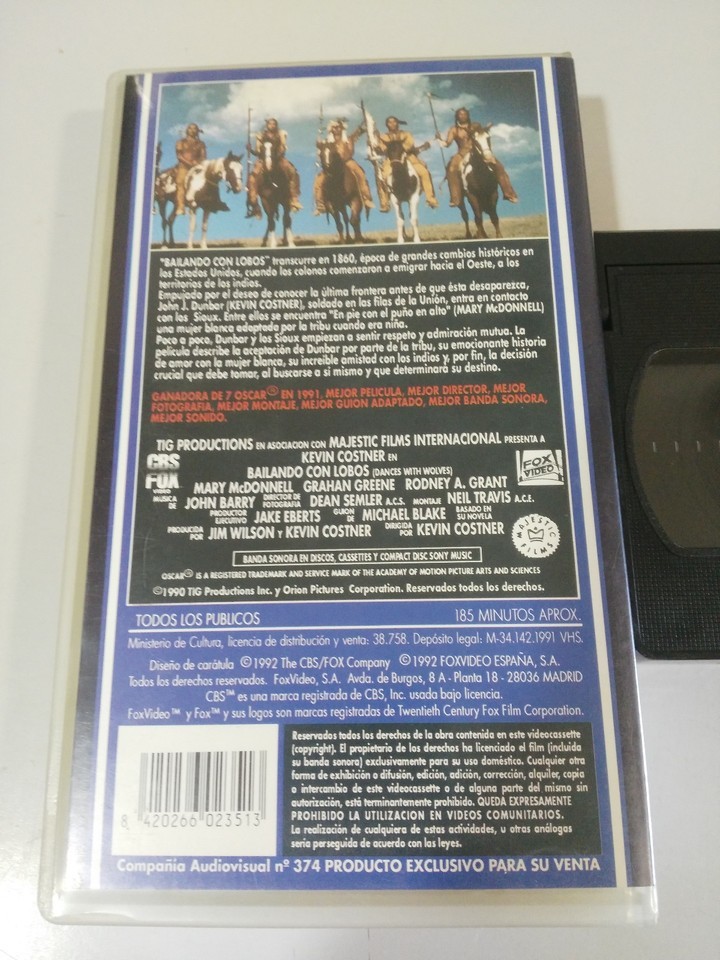 "BAILANDO CON LOBOS" transcurre en 1860, época de grandes cambios históricos en
los Estados Unidos, cuando los colonos comenzaron a emigrar hacia el Oeste, a los
territorios de los indios.
Empujado por el deseo de conocer la última frontera antes de que ésta desaparezca,
John J. Dunbar (KEVIN COSTNER), soldado en las filas de la Unión, entra en contacto
con los Sioux. Entre ellos se encuentra "En pie con el puño en alto" (MARY McDONNELL)
una mujer blanca adoptada por la tribu cuando era niña.
Poco a poco, Dunbar y los Sioux empiezan a sentir respeto y admiración mutua. La
película describe la aceptación de Dunbar por parte de la tribu, su emocionante historia
de amor con la mujer blanca, su increible amistad con los indios y, por fin, la decisión
crucial que debe tomar, al buscarse a sí mismo y que determinará su destino.
GANADORA DE 7 OSCAR® EN 1991, MEJOR PELICULA, MEJOR DIRECTOR, MEJOR
FOTOGRAFIA, MEJOR MONTAJE, MEJOR GUION ADAPTADO, MEJOR BANDA SONORA,
MEJOR SONIDO.
TIG PRODUCTIONS EN ASOCIACION CON MAJESTIC FILMS INTERNACIONAL PRESENTA A
KEVIN COSTNER EN
BAILANDO CON LOBOS (DANCES WITH WOLVES)
MARY McDONNELL GRAHAN GREENE RODNEY A. GRANT
CBS
FOX
VIDEO
FOX
VIDEO
MUSICA DE JOHN BARRY DIRECTOR DE FOTOGRAFIA DEAN SEMLER A.C.S. MONTAJE NEIL TRAVIS A.C.E.
PRODUCTOR EJECUTIVO JAKE EBERTS GUION DE MICHAEL BLAKE BASADO EN SU NOVELA
PRODUCIDA POR JIM WILSON Y KEVIN COSTNER DIRIGIDA POR KEVIN COSTNER
MAJESTIC FILMS
BANDA SONORA EN DISCOS, CASSETTES Y COMPACT DISC SONY MUSIC
OSCAR® IS A REGISTERED TRADEMARK AND SERVICE MARK OF THE ACADEMY OF MOTION PICTURE ARTS AND SCIENCES
©1990 TIG Productions Inc. y Orion Pictures Corporation. Reservados todos los derechos.
TODOS LOS PUBLICOS 185 MINUTOS APROX.
Ministerio de Cultura, licencia de distribución y venta: 38.758. Depósito legal: M-34.142.1991 VHS.
Diseño de carátula ©1992 The CBS/FOX Company ©1992 FOXVIDEO ESPAÑA, S.A.
Todos los derechos reservados. FoxVideo, S.A. Avda. de Burgos, 8 A - Planta 18 - 28036 MADRID
CBS™ es una marca registrada de CBS, Inc. usada bajo licencia.
FoxVideo™ y Fox™ y sus logos son marcas registradas de Twentieth Century Fox Film Corporation.
Reservados todos los derechos de la obra contenida en este videocassette
(copyright). El propietario de los derechos ha licenciado el film (incluida
su banda sonora) exclusivamente para su uso doméstico. Cualquier otra
forma de exhibición o difusión, edición, adición, corrección, alquiler, copia
o intercambio de este videocassette o de alguna parte del mismo sin
autorización, está terminantemente prohibido. QUEDA EXPRESAMENTE
PROHIBIDO LA UTILIZACION EN VIDEOS COMUNITARIOS.
La realización de cualquiera de estas actividades, u otras análogas
sería perseguida de acuerdo con las leyes.
8 420266 023513
Compañia Audiovisual nº 374 PRODUCTO EXCLUSIVO PARA SU VENTA